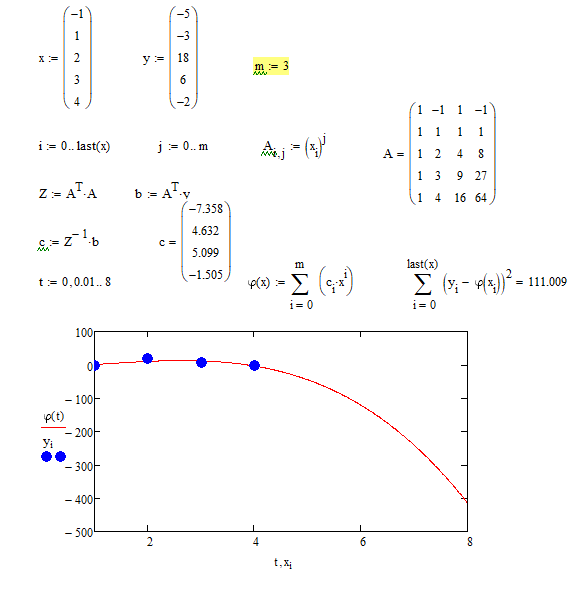 x := (−1 1 2 3 4) y := (−5 −3 18 6 −2) m := 3
i := 0.. last(x) j := 0.. m A_{i,j} := (x_i)^j A = (1 −1 1 −1
1 1 1 1
1 2 4 8
1 3 9 27
1 4 16 64)
Z := A^T·A b := A^T·y
c := Z^{−1}·b c = (−7.358 4.632 5.099 −1.505)
t := 0, 0.01.. 8 φ(x) := ∑_{i = 0}^{m} (c_i·x^i) ∑_{i = 0}^{last(x)} (y_i − φ(x_i))^2 = 111.009
100
0
−100
φ(t)
−200
y_i
−300
−400
−500
2 4 6 8
t, x_i